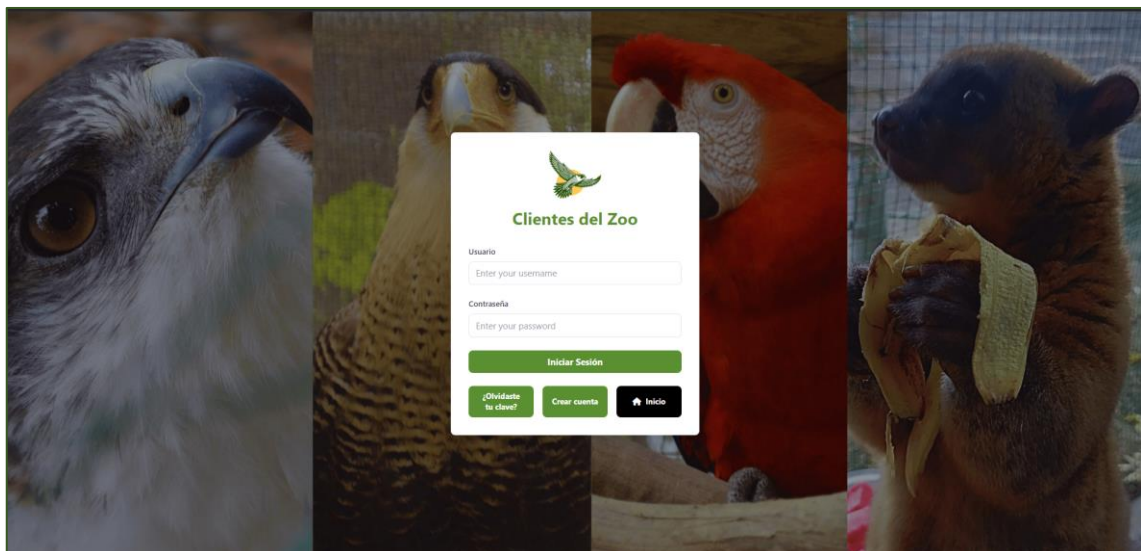 Clientes del Zoo
Usuario
Enter your username
Contraseña
Enter your password
Iniciar Sesión
¿Olvidaste
tu clave?
Crear cuenta
Inicio